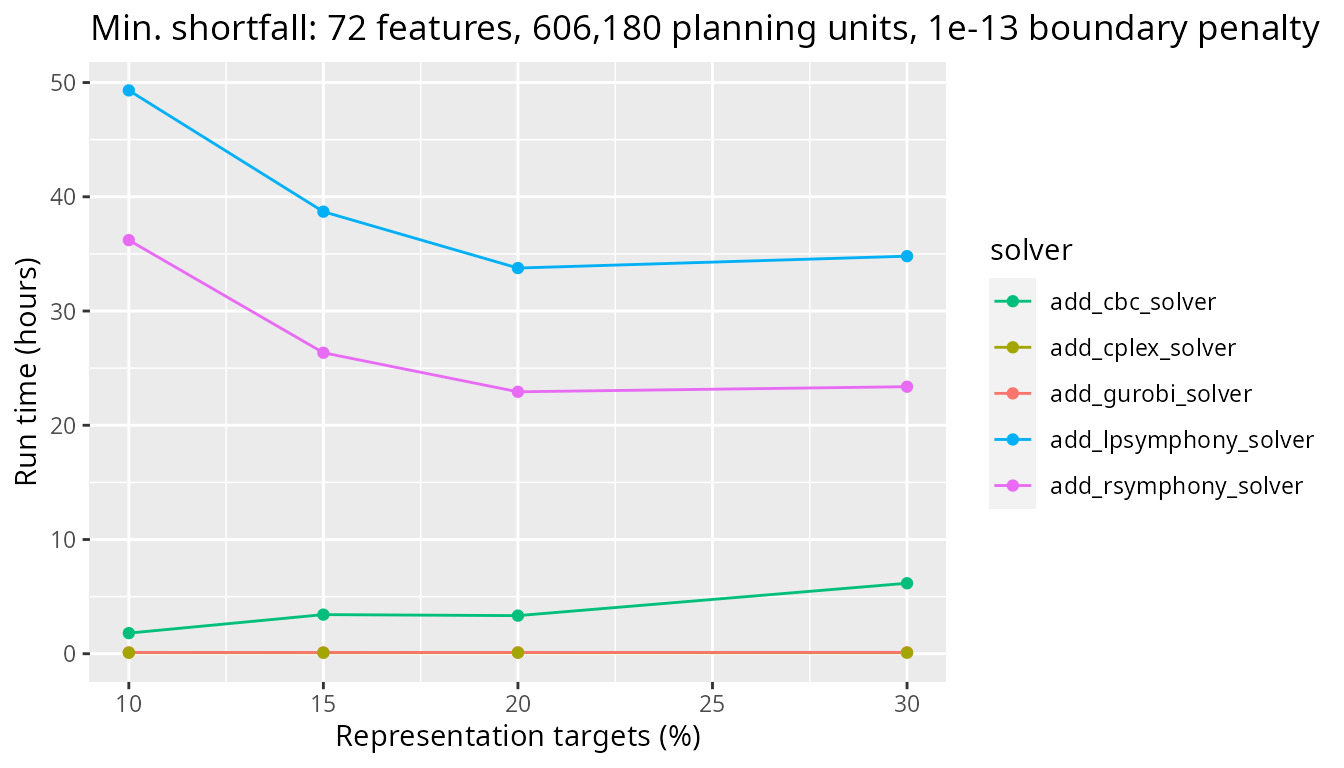 Min. shortfall: 72 features, 606,180 planning units, 1e-13 boundary penalty
50
40
30
20
10
0
Run time (hours)
10 15 20 25 30
Representation targets (%)
solver
add_cbc_solver
add_cplex_solver
add_gurobi_solver
add_lpsymphony_solver
add_rsymphony_solver